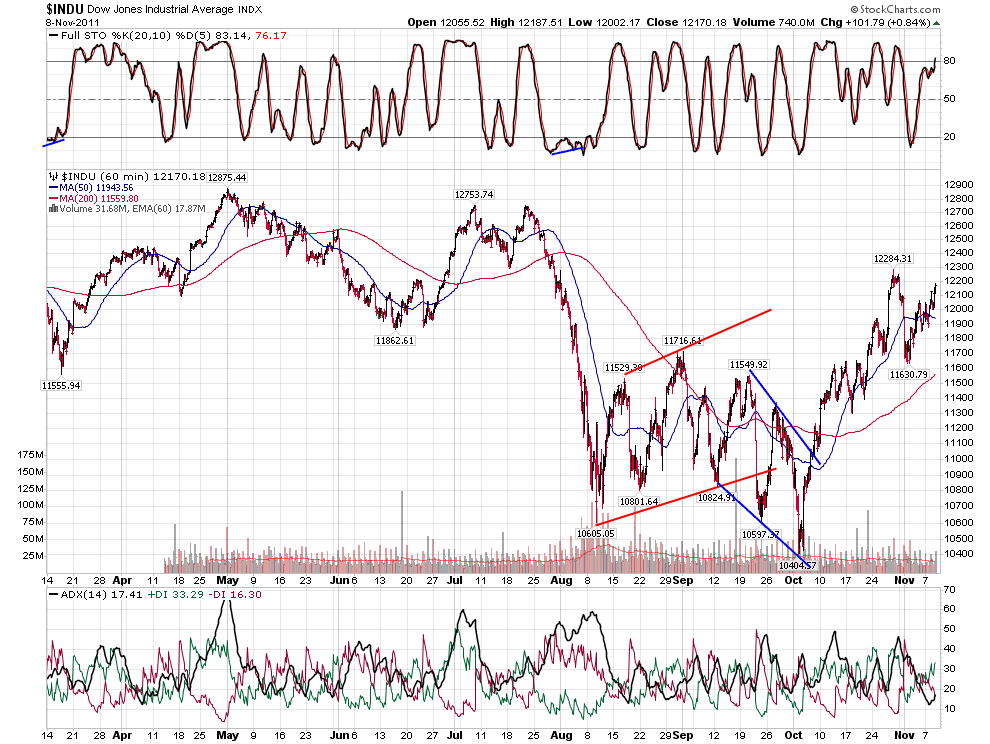 $INDU Dow Jones Industrial Average INDX
© StockCharts.com
8-Nov-2011
Open 12055.52 High 12187.51 Low 12002.17 Close 12170.18 Volume 740.0M Chg +101.79 (+0.84%)
Full STO %K(20,10) %D(5) 83.14, 76.17
80
50
20
$INDU (60 min) 12170.18
MA(50) 11943.56
MA(200) 11559.80
Volume 31.68M, EMA(60) 17.87M
12875.44
12753.74
12284.31
11862.61
11716.61
11529.30
11549.92
11555.94
11630.79
10801.64
10824.91
10605.05
10597.37
10404.57
12900
12700
12600
12500
12400
12300
12200
12100
12000
11900
11800
11700
11600
11500
11400
11300
11200
11100
11000
10900
10800
10700
10600
10500
10400
175M
150M
125M
100M
75M
50M
25M
14 21 28 Apr 11 18 25 May 9 16 23 Jun 6 13 20 27 Jul 11 18 25 Aug 8 15 22 29 Sep 12 19 26 Oct 10 17 24 Nov 7
ADX(14) 17.41 +DI 33.29 -DI 16.30
70
60
50
40
30
20
10
14 21 28 Apr 11 18 25 May 9 16 23 Jun 6 13 20 27 Jul 11 18 25 Aug 8 15 22 29 Sep 12 19 26 Oct 10 17 24 Nov 7